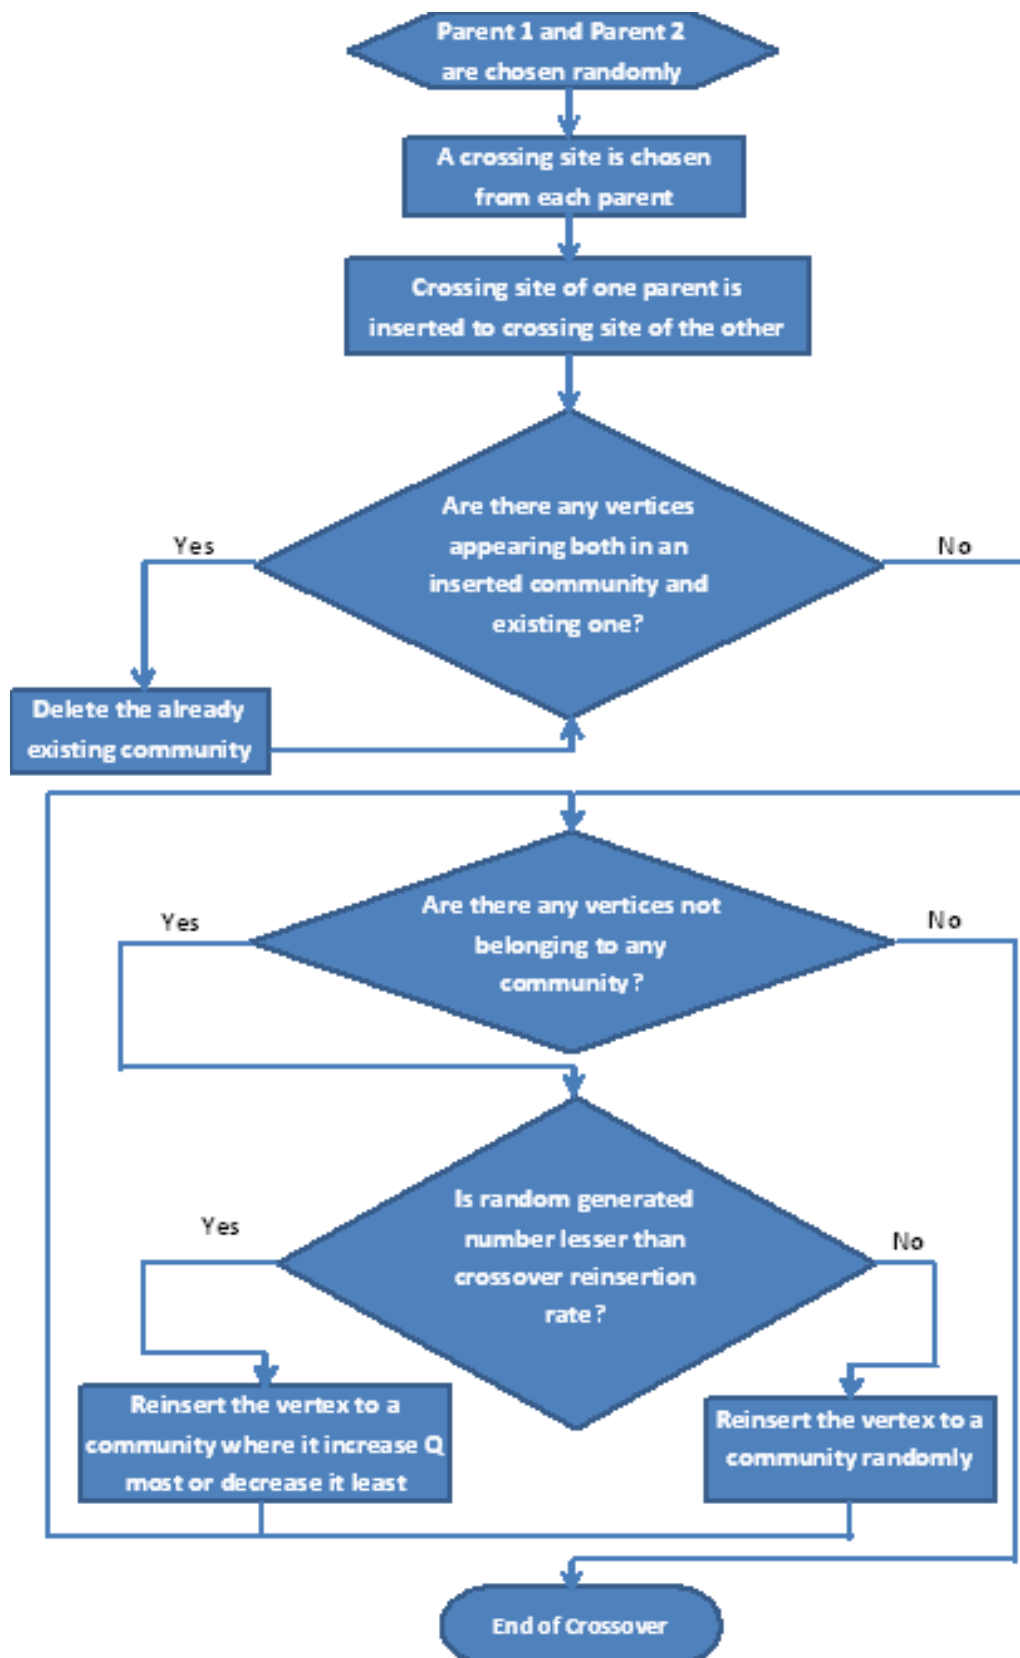 Parent 1 and Parent 2
are chosen randomly
A crossing site is chosen
from each parent
Crossing site of one parent is
inserted to crossing site of the other
Are there any vertices
appearing both in an
inserted community and
existing one?
Yes
No
Delete the already
existing community
Are there any vertices not
belonging to any
community?
Yes
No
Is random generated
number lesser than
crossover reinsertion
rate?
Yes
No
Reinsert the vertex to a
community where it increase Q
most or decrease it least
Reinsert the vertex to a
community randomly
End of Crossover